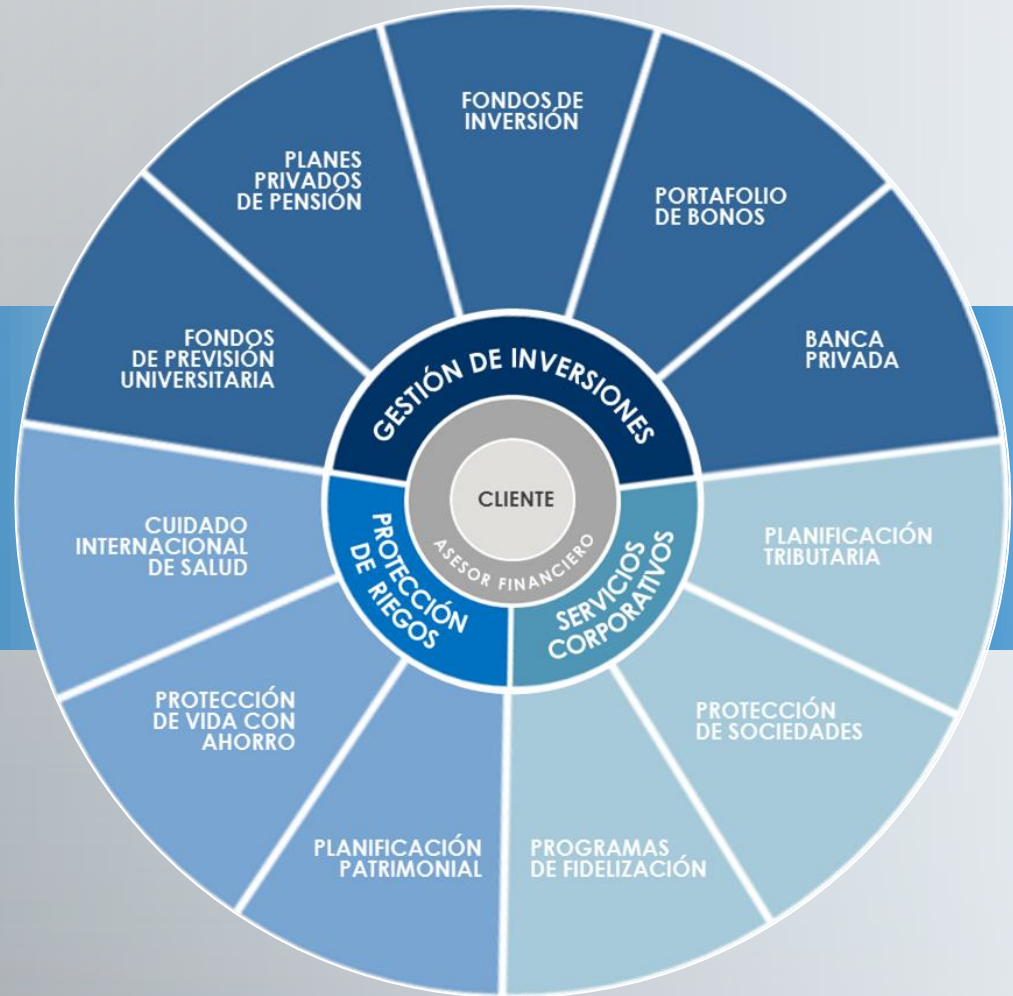 FONDOS DE
INVERSIÓN
PLANES
PRIVADOS
DE PENSIÓN
PORTAFOLIO
DE BONOS
FONDOS
DE PREVISIÓN
UNIVERSITARIA
BANCA
PRIVADA
GESTIÓN DE INVERSIONES
CLIENTE
ASESOR FINANCIERO
PROTECCIÓN
DE RIEGOS
SERVICIOS
CORPORATIVOS
CUIDADO
INTERNACIONAL
DE SALUD
PLANIFICACIÓN
TRIBUTARIA
PROTECCIÓN
DE VIDA CON
AHORRO
PROTECCIÓN
DE SOCIEDADES
PLANIFICACIÓN
PATRIMONIAL
PROGRAMAS
DE FIDELIZACIÓN